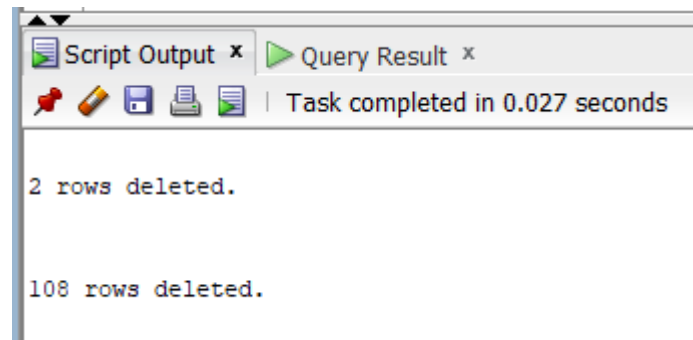 Script Output x Query Result x
Task completed in 0.027 seconds
2 rows deleted.
108 rows deleted.